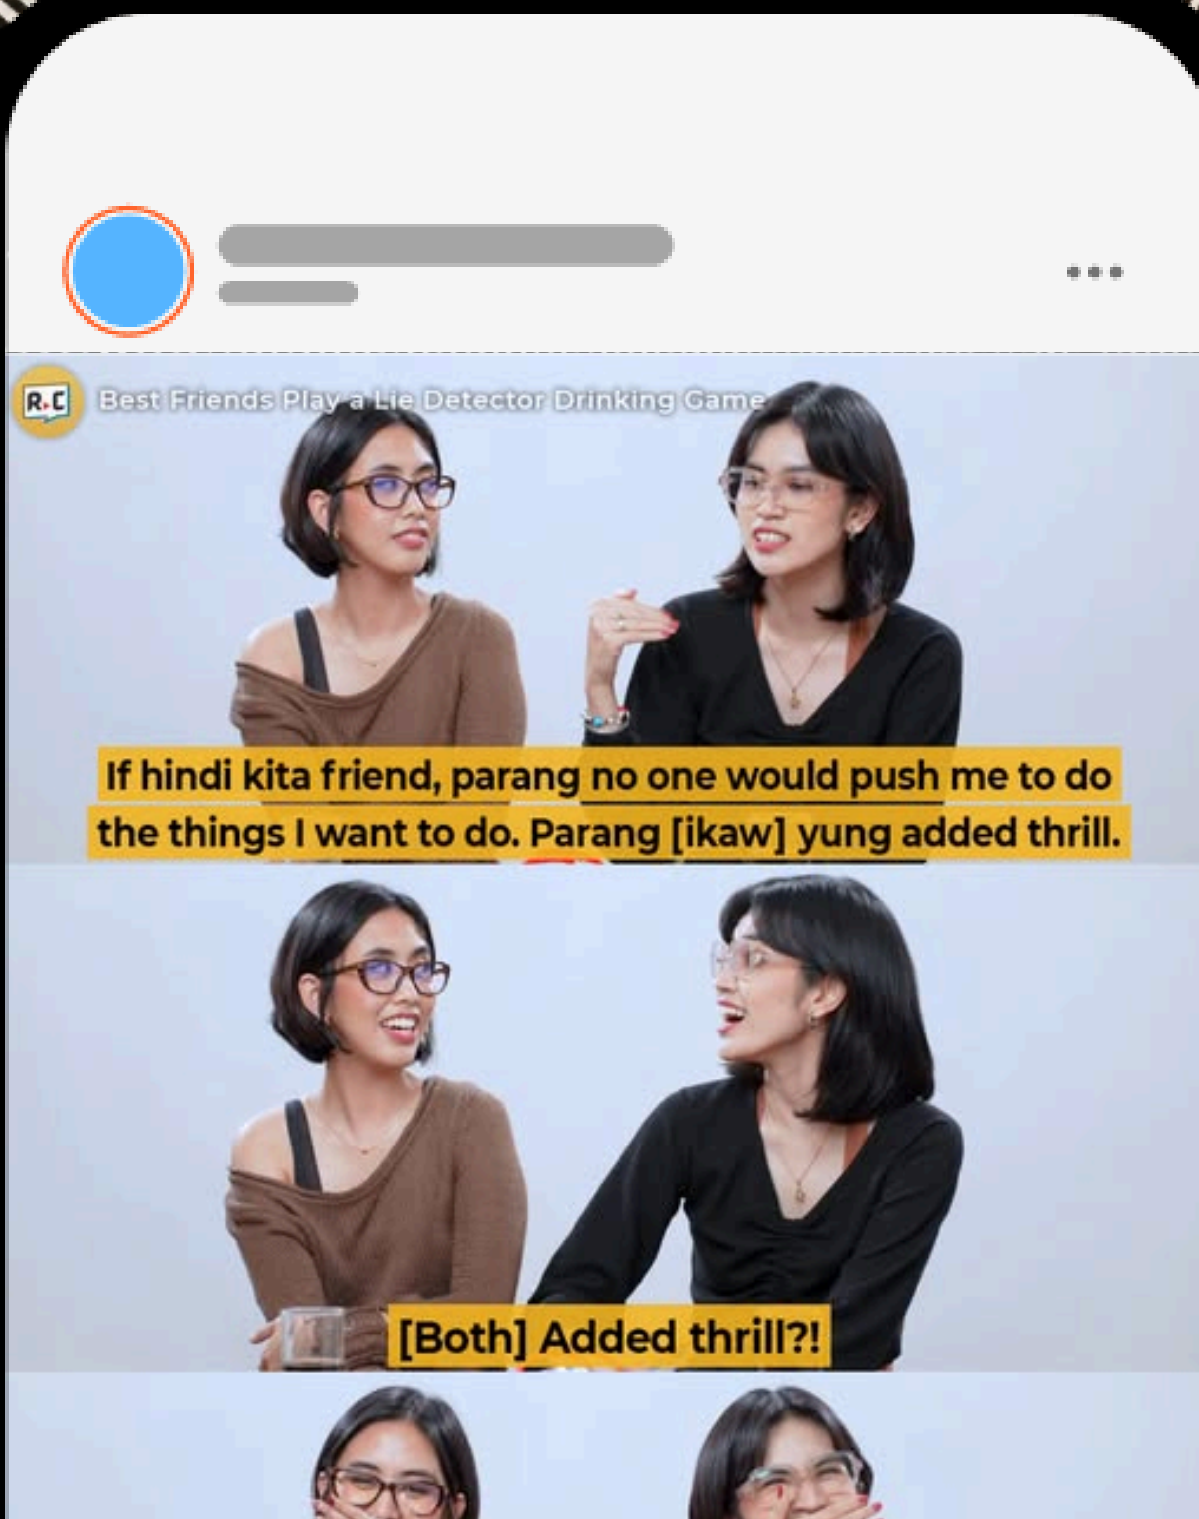 R.C
Best Friends Play a Lie Detector Drinking Game
If hindi kita friend, parang no one would push me to do
the things I want to do. Parang [ikaw] yung added thrill.
[Both] Added thrill?!